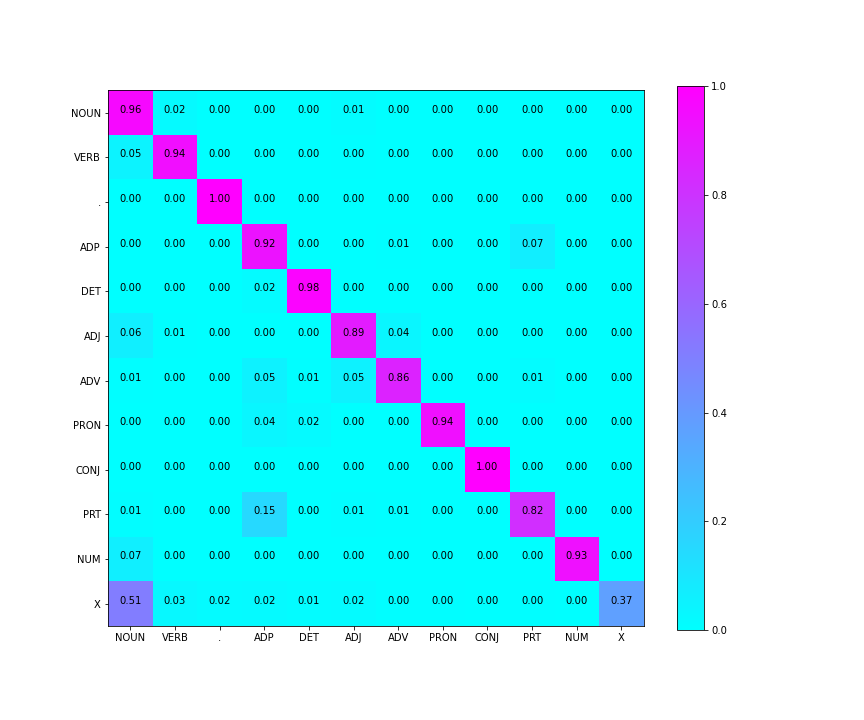 NOUN 0.96 0.02 0.00 0.00 0.00 0.01 0.00 0.00 0.00 0.00 0.00 0.00
VERB 0.05 0.94 0.00 0.00 0.00 0.00 0.00 0.00 0.00 0.00 0.00 0.00
. 0.00 0.00 1.00 0.00 0.00 0.00 0.00 0.00 0.00 0.00 0.00 0.00
ADP 0.00 0.00 0.00 0.92 0.00 0.00 0.01 0.00 0.00 0.07 0.00 0.00
DET 0.00 0.00 0.00 0.02 0.98 0.00 0.00 0.00 0.00 0.00 0.00 0.00
ADJ 0.06 0.01 0.00 0.00 0.00 0.89 0.04 0.00 0.00 0.00 0.00 0.00
ADV 0.01 0.00 0.00 0.05 0.01 0.05 0.86 0.00 0.00 0.01 0.00 0.00
PRON 0.00 0.00 0.00 0.04 0.02 0.00 0.00 0.94 0.00 0.00 0.00 0.00
CONJ 0.00 0.00 0.00 0.00 0.00 0.00 0.00 0.00 1.00 0.00 0.00 0.00
PRT 0.01 0.00 0.00 0.15 0.00 0.01 0.01 0.00 0.00 0.82 0.00 0.00
NUM 0.07 0.00 0.00 0.00 0.00 0.00 0.00 0.00 0.00 0.00 0.93 0.00
X 0.51 0.03 0.02 0.02 0.01 0.02 0.00 0.00 0.00 0.00 0.00 0.37
NOUN VERB . ADP DET ADJ ADV PRON CONJ PRT NUM X
1.0
0.8
0.6
0.4
0.2
0.0